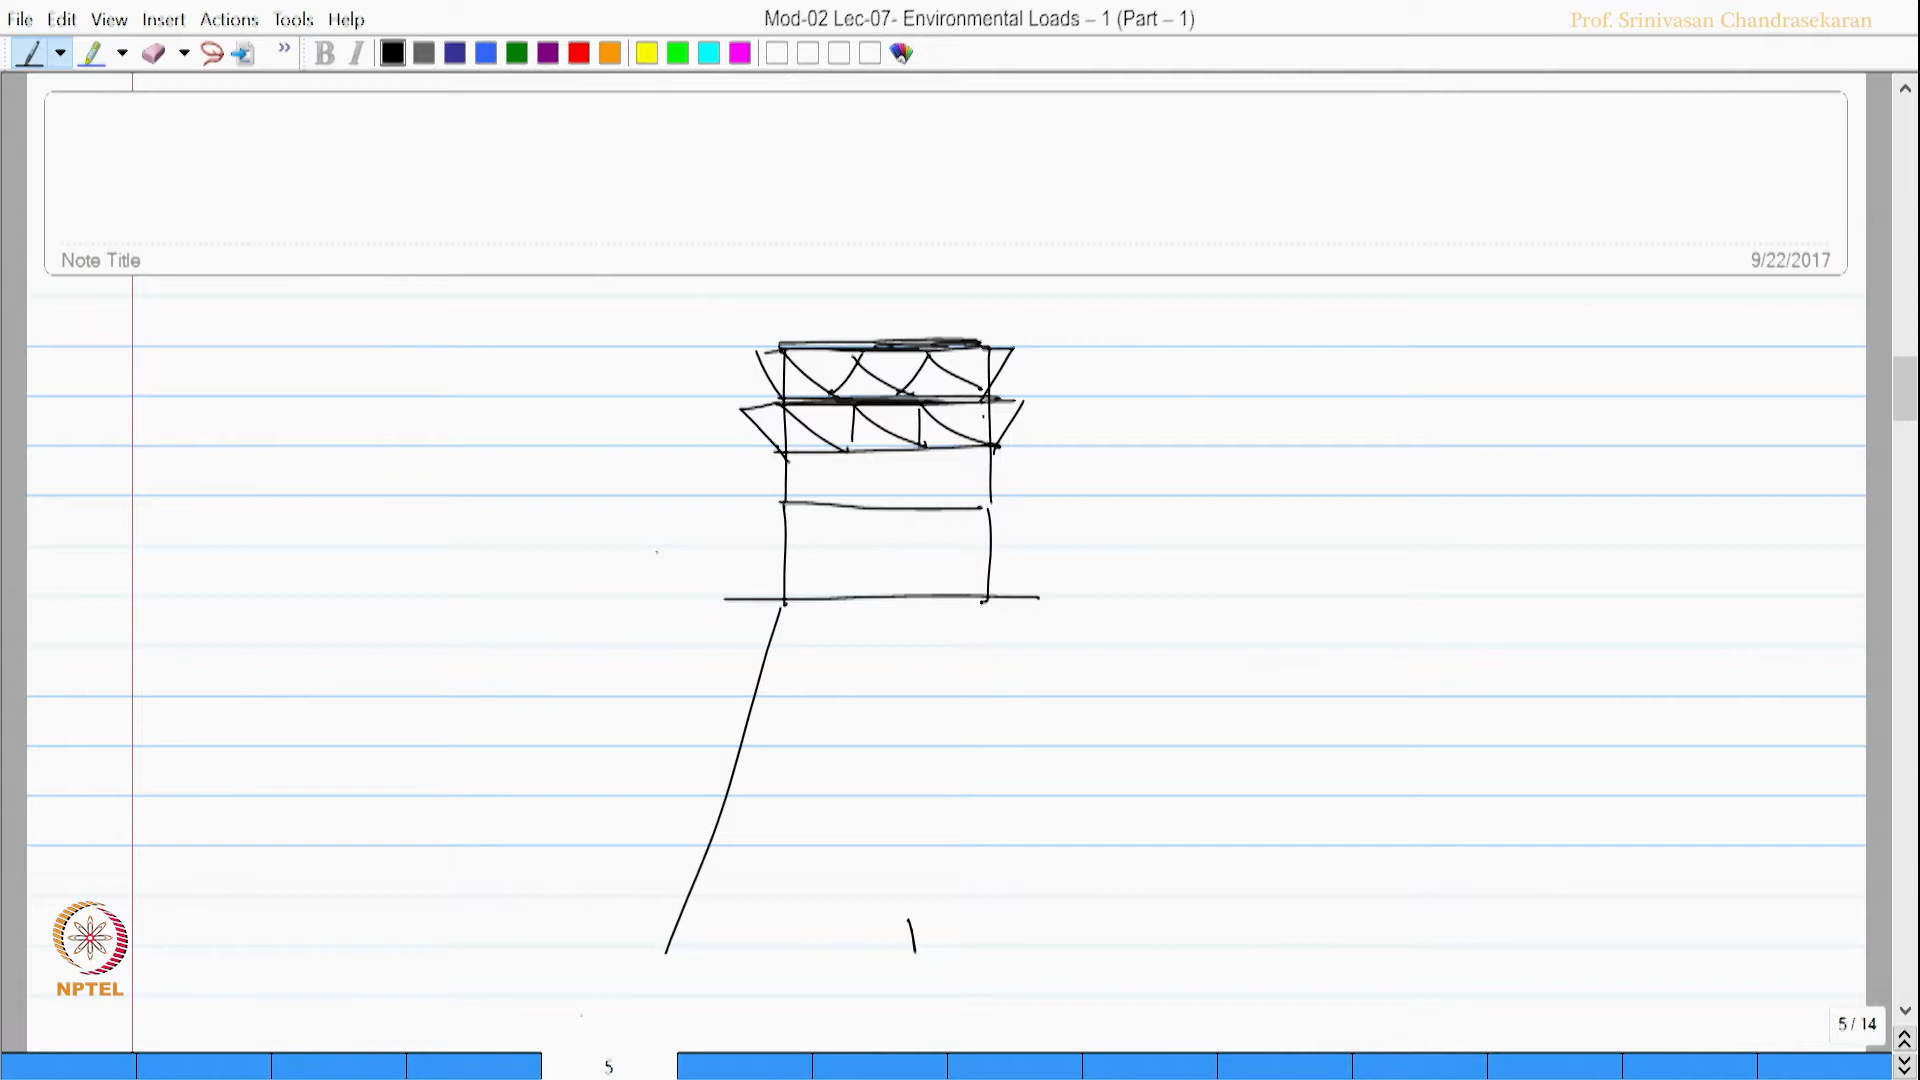 File Edit View Insert Actions Tools Help
Mod-02 Lec-07- Environmental Loads – 1 (Part – 1)
Prof. Srinivasan Chandrasekaran
B I
Note Title
9/22/2017
NPTEL
5 / 14
5